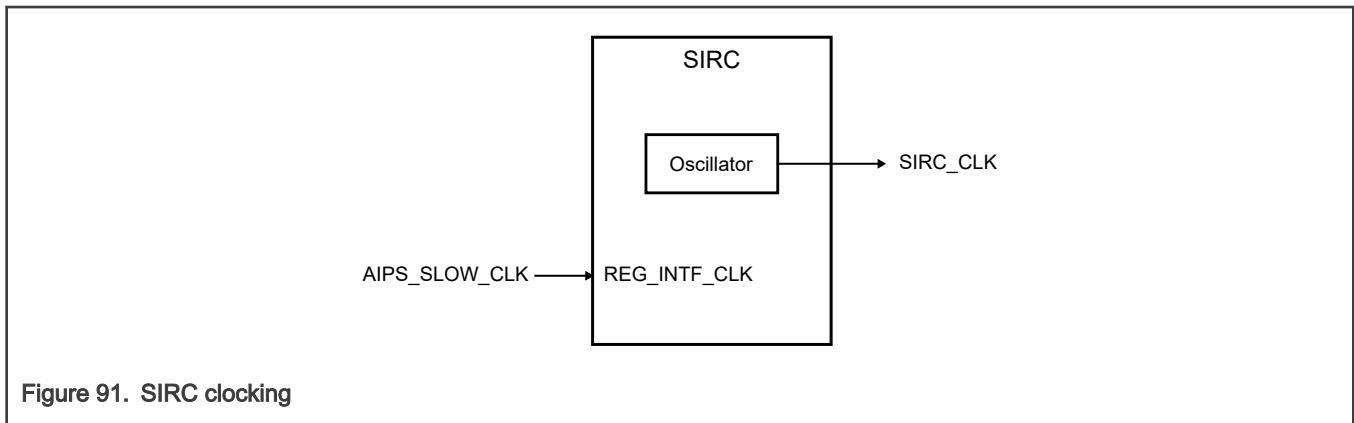 SIRC
Oscillator
SIRC_CLK
AIPS_SLOW_CLK
REG_INTF_CLK
Figure 91. SIRC clocking